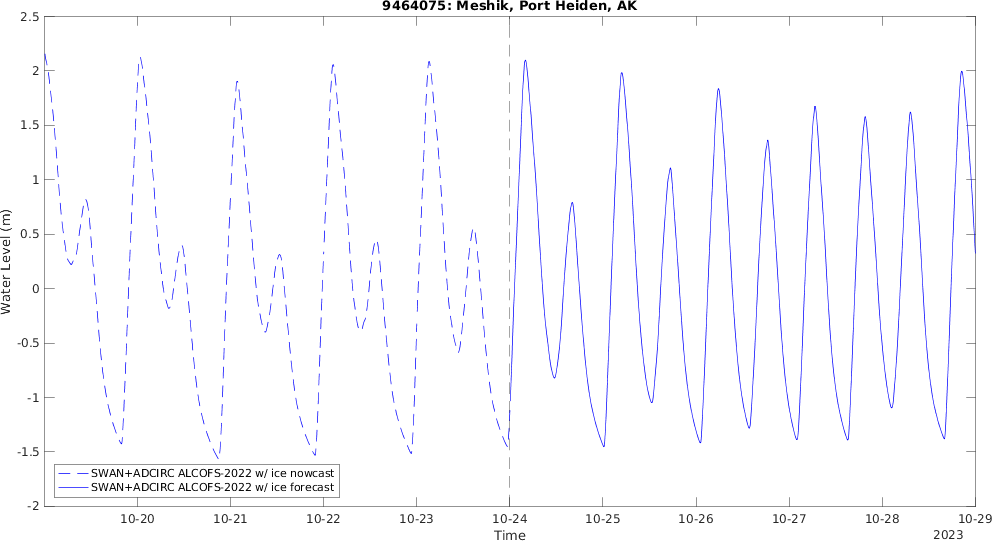 9464075: Meshik, Port Heiden, AK
2.5
2
1.5
1
0.5
0
-0.5
-1
-1.5
-2
Water Level (m)
SWAN+ADCIRC ALCOFS-2022 w/ ice nowcast
SWAN+ADCIRC ALCOFS-2022 w/ ice forecast
10-20 10-21 10-22 10-23 10-24 10-25 10-26 10-27 10-28 10-29
Time
2023